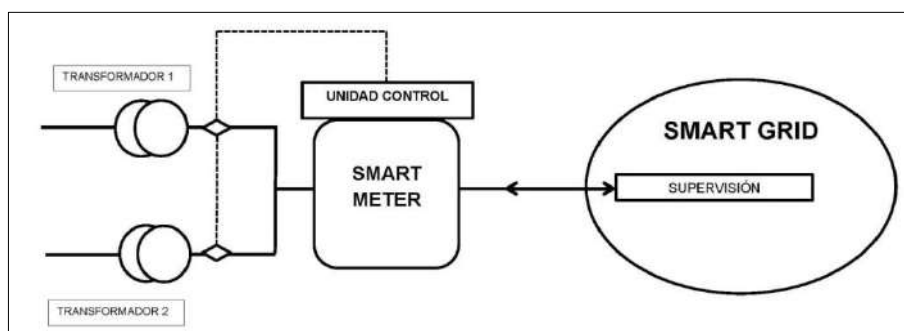 TRANSFORMADOR 1
UNIDAD CONTROL
SMART
METER
SMART GRID
SUPERVISIÓN
TRANSFORMADOR 2